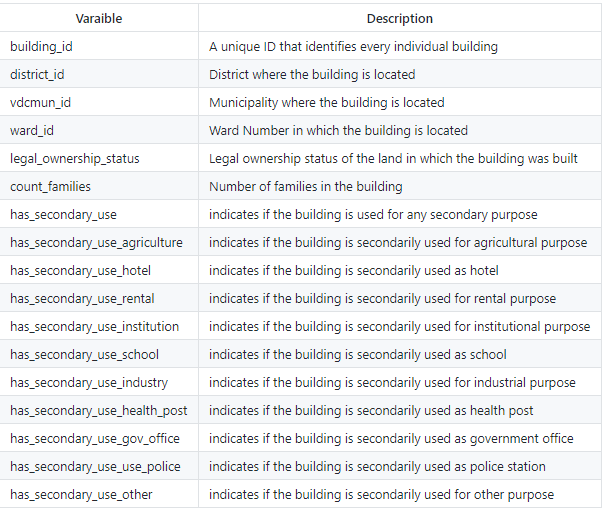 Varaible Description
building_id A unique ID that identifies every individual building
district_id District where the building is located
vdcmun_id Municipality where the building is located
ward_id Ward Number in which the building is located
legal_ownership_status Legal ownership status of the land in which the building was built
count_families Number of families in the building
has_secondary_use indicates if the building is used for any secondary purpose
has_secondary_use_agriculture indicates if the building is secondarily used for agricultural purpose
has_secondary_use_hotel indicates if the building is secondarily used as hotel
has_secondary_use_rental indicates if the building is secondarily used for rental purpose
has_secondary_use_institution indicates if the building is secondarily used for institutional purpose
has_secondary_use_school indicates if the building is secondarily used as school
has_secondary_use_industry indicates if the building is secondarily used for industrial purpose
has_secondary_use_health_post indicates if the building is secondarily used as health post
has_secondary_use_gov_office indicates if the building is secondarily used as government office
has_secondary_use_use_police indicates if the building is secondarily used as police station
has_secondary_use_other indicates if the building is secondarily used for other purpose